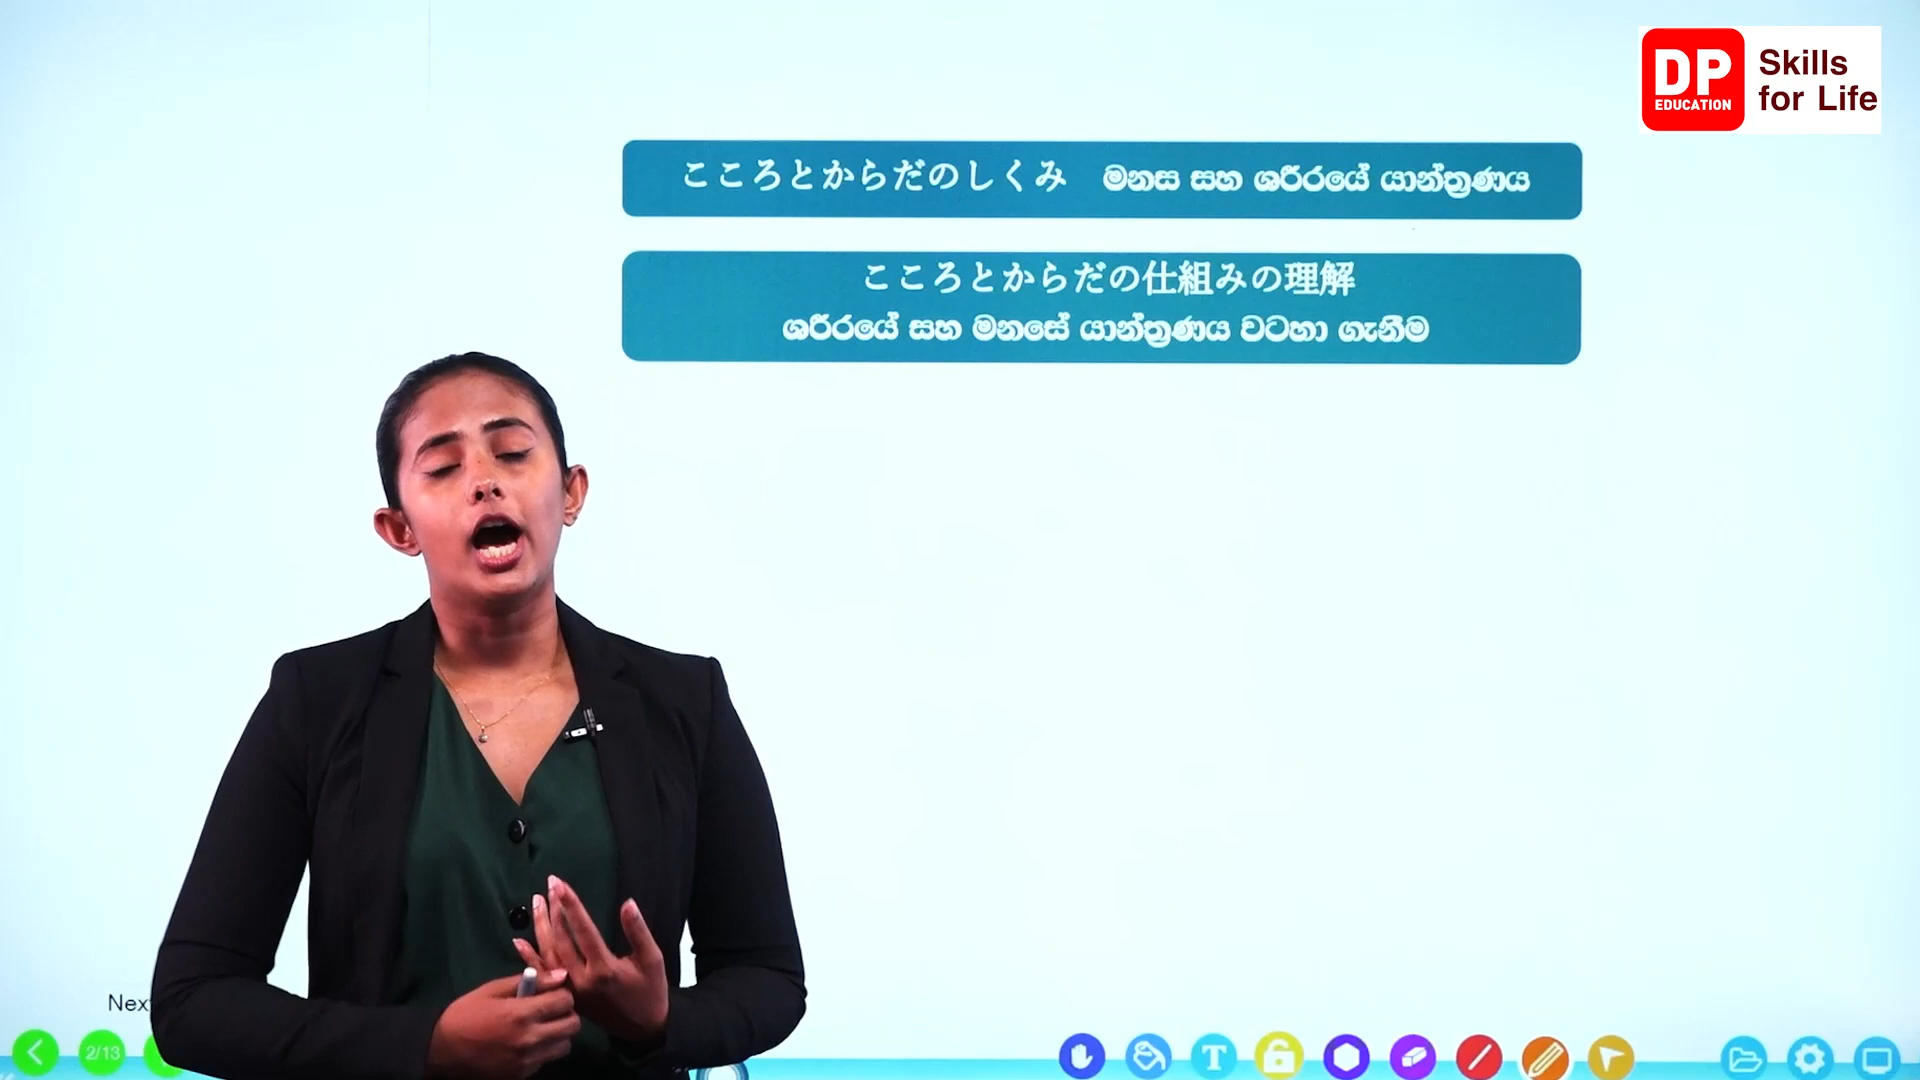 DP
EDUCATION
Skills
for Life
こころとからだのしくみ මනස සහ ශරීරයේ යාන්ත්‍රණය
こころとからだの仕組みの理解
ශරීරයේ සහ මනසේ යාන්ත්‍රණය වටහා ගැනීම
Nex
2/13
T